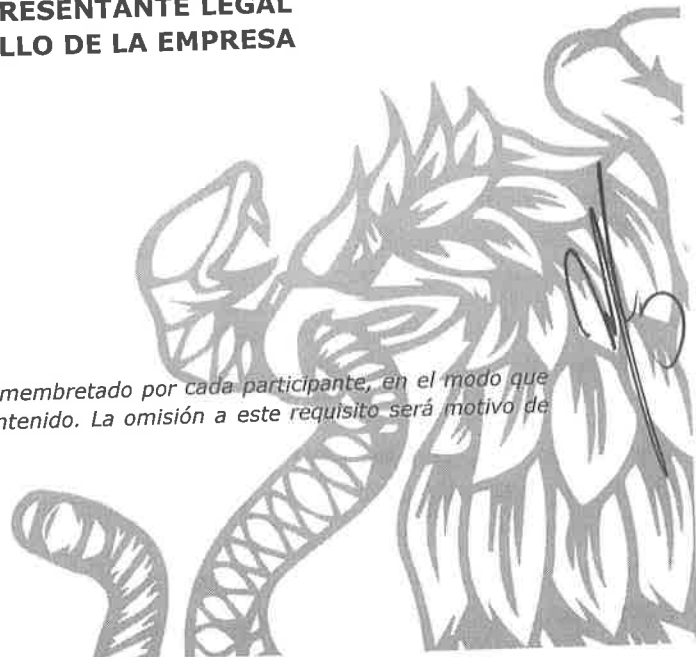 RESENTANTE LEGAL
LLO DE LA EMPRESA
membretado por cada participante, en el modo que
ntenido. La omisión a este requisito será motivo de